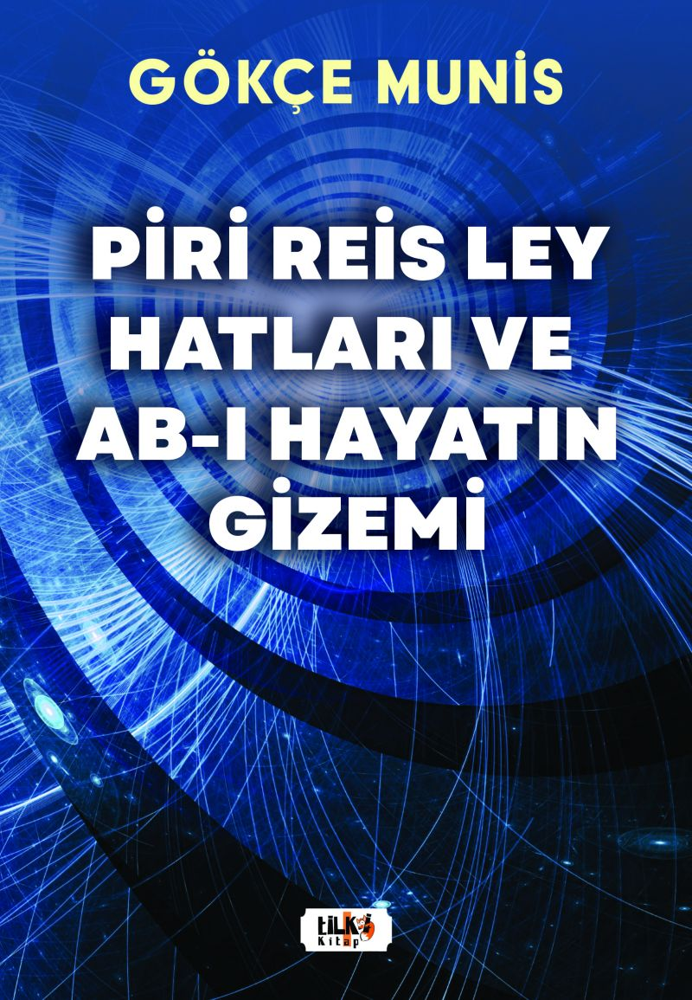 GÖKÇE MUNİS
PİRİ REİS LEY
HATLARI VE
AB-I HAYATIN
GİZEMİ
tiLKi
Kitap